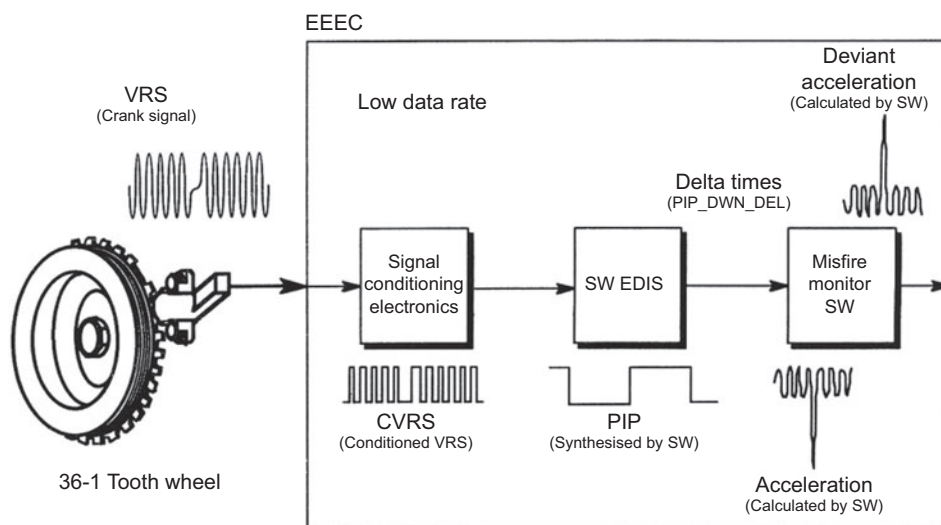 EEEC
VRS
(Crank signal)
Low data rate
Deviant
acceleration
(Calculated by SW)
Delta times
(PIP_DWN_DEL)
Signal
conditioning
electronics
SW EDIS
Misfire
monitor
SW
CVRS
(Conditioned VRS)
PIP
(Synthesised by SW)
36-1 Tooth wheel
Acceleration
(Calculated by SW)